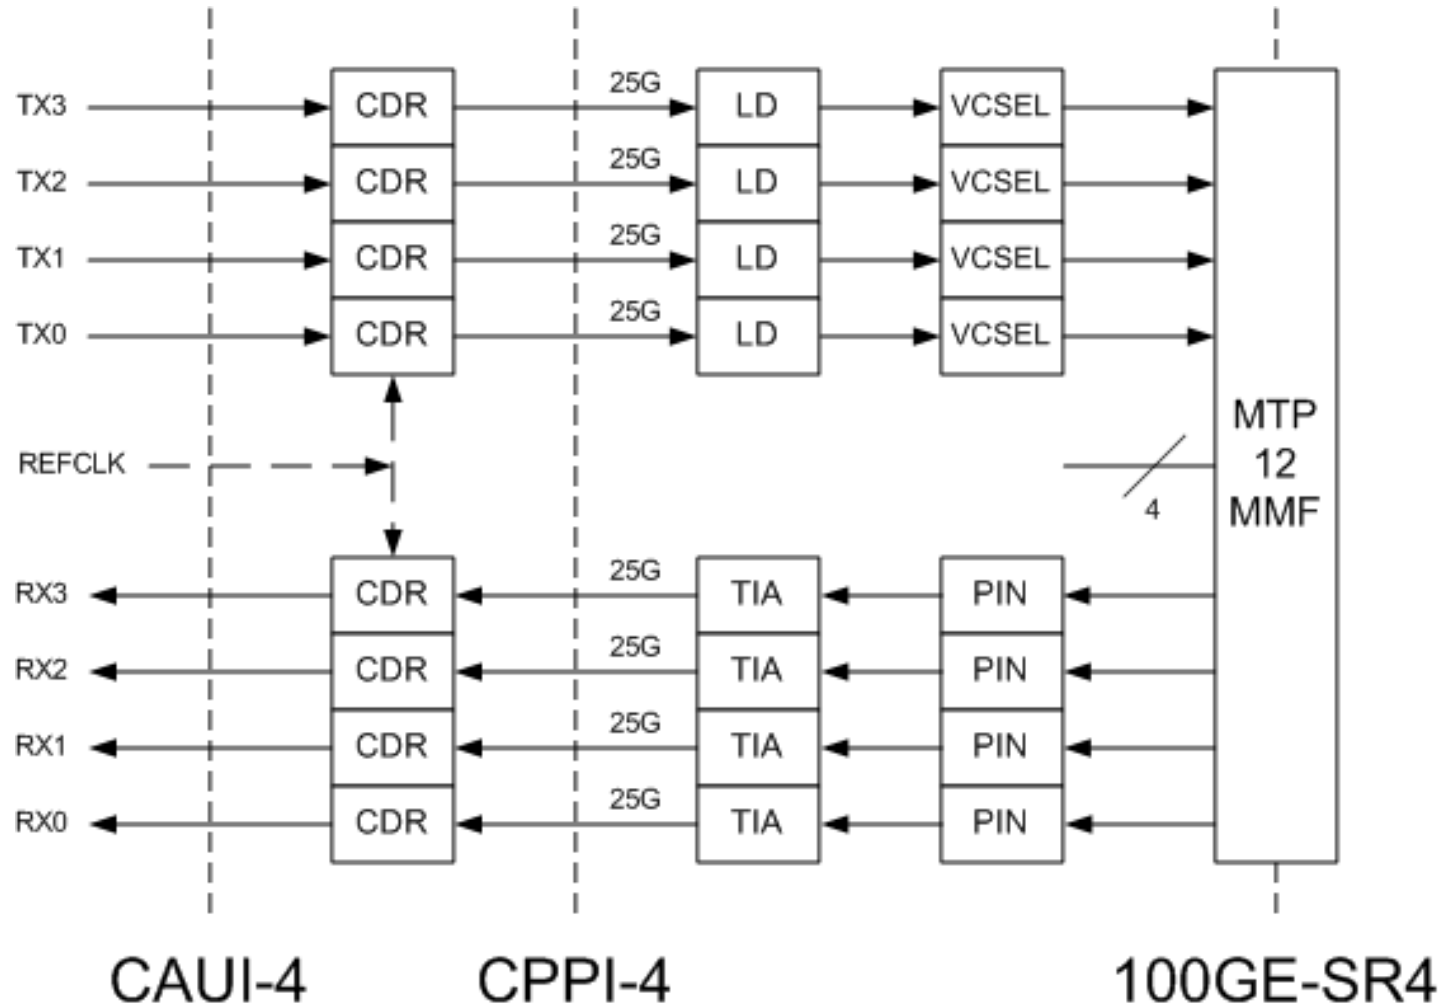 TX3 CDR 25G LD VCSEL
TX2 CDR 25G LD VCSEL
TX1 CDR 25G LD VCSEL
TX0 CDR 25G LD VCSEL
MTP
REFCLK 12
4 MMF
RX3 CDR 25G TIA PIN
RX2 CDR 25G TIA PIN
RX1 CDR 25G TIA PIN
RX0 CDR 25G TIA PIN
CAUI-4 CPPI-4 100GE-SR4